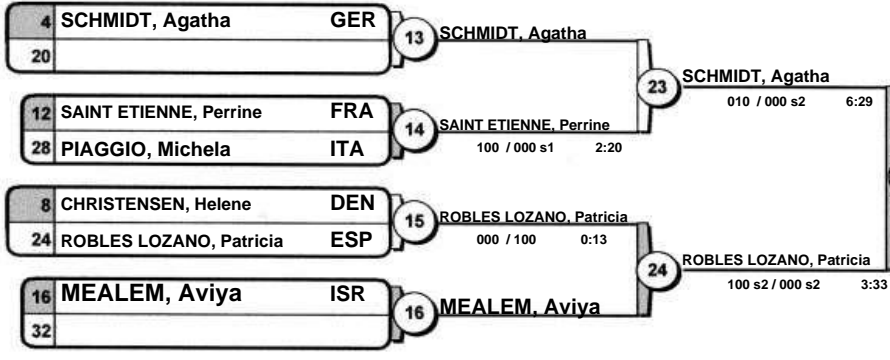 4 SCHMIDT, Agatha GER
20
13
SCHMIDT, Agatha
12 SAINT ETIENNE, Perrine FRA
28 PIAGGIO, Michela ITA
14
SAINT ETIENNE, Perrine
100 / 000 s1 2:20
23
SCHMIDT, Agatha
010 / 000 s2 6:29
8 CHRISTENSEN, Helene DEN
24 ROBLES LOZANO, Patricia ESP
15
ROBLES LOZANO, Patricia
000 / 100 0:13
16 MEALEM, Aviya ISR
32
16
MEALEM, Aviya
24
ROBLES LOZANO, Patricia
100 s2 / 000 s2 3:33